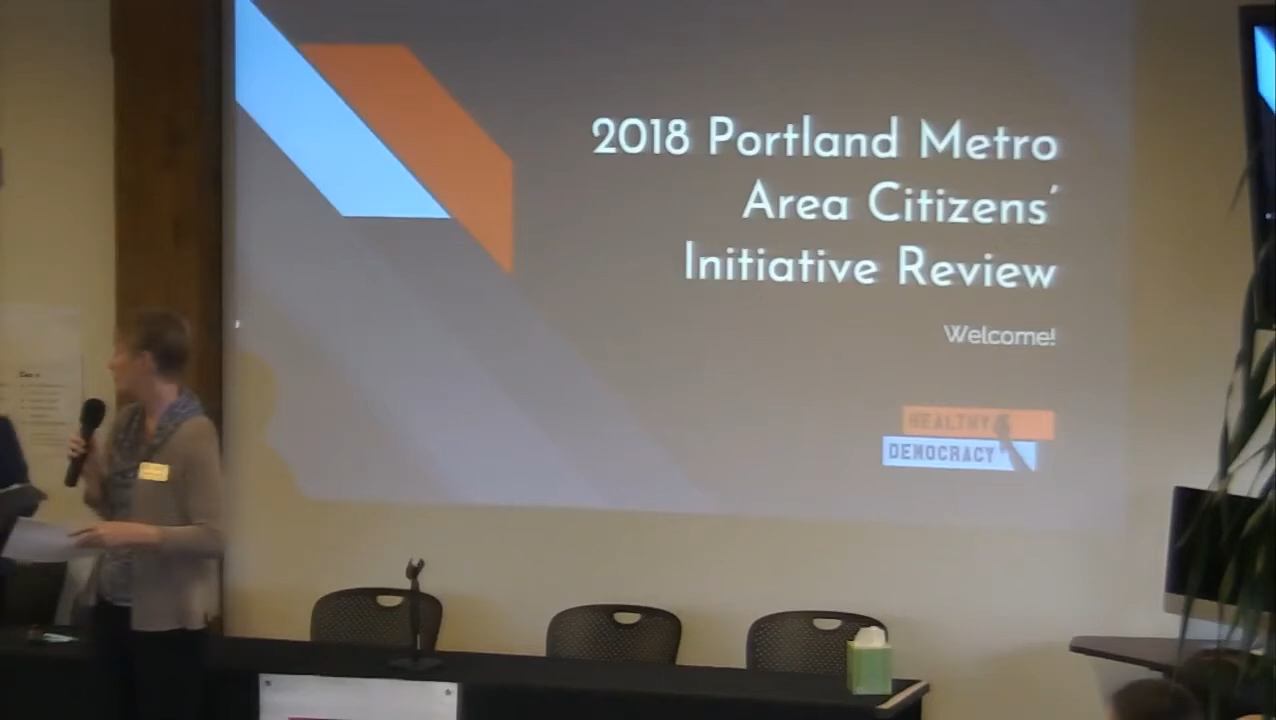 2018 Portland Metro
Area Citizens’
Initiative Review
Welcome!
HEALTHY
DEMOCRACY